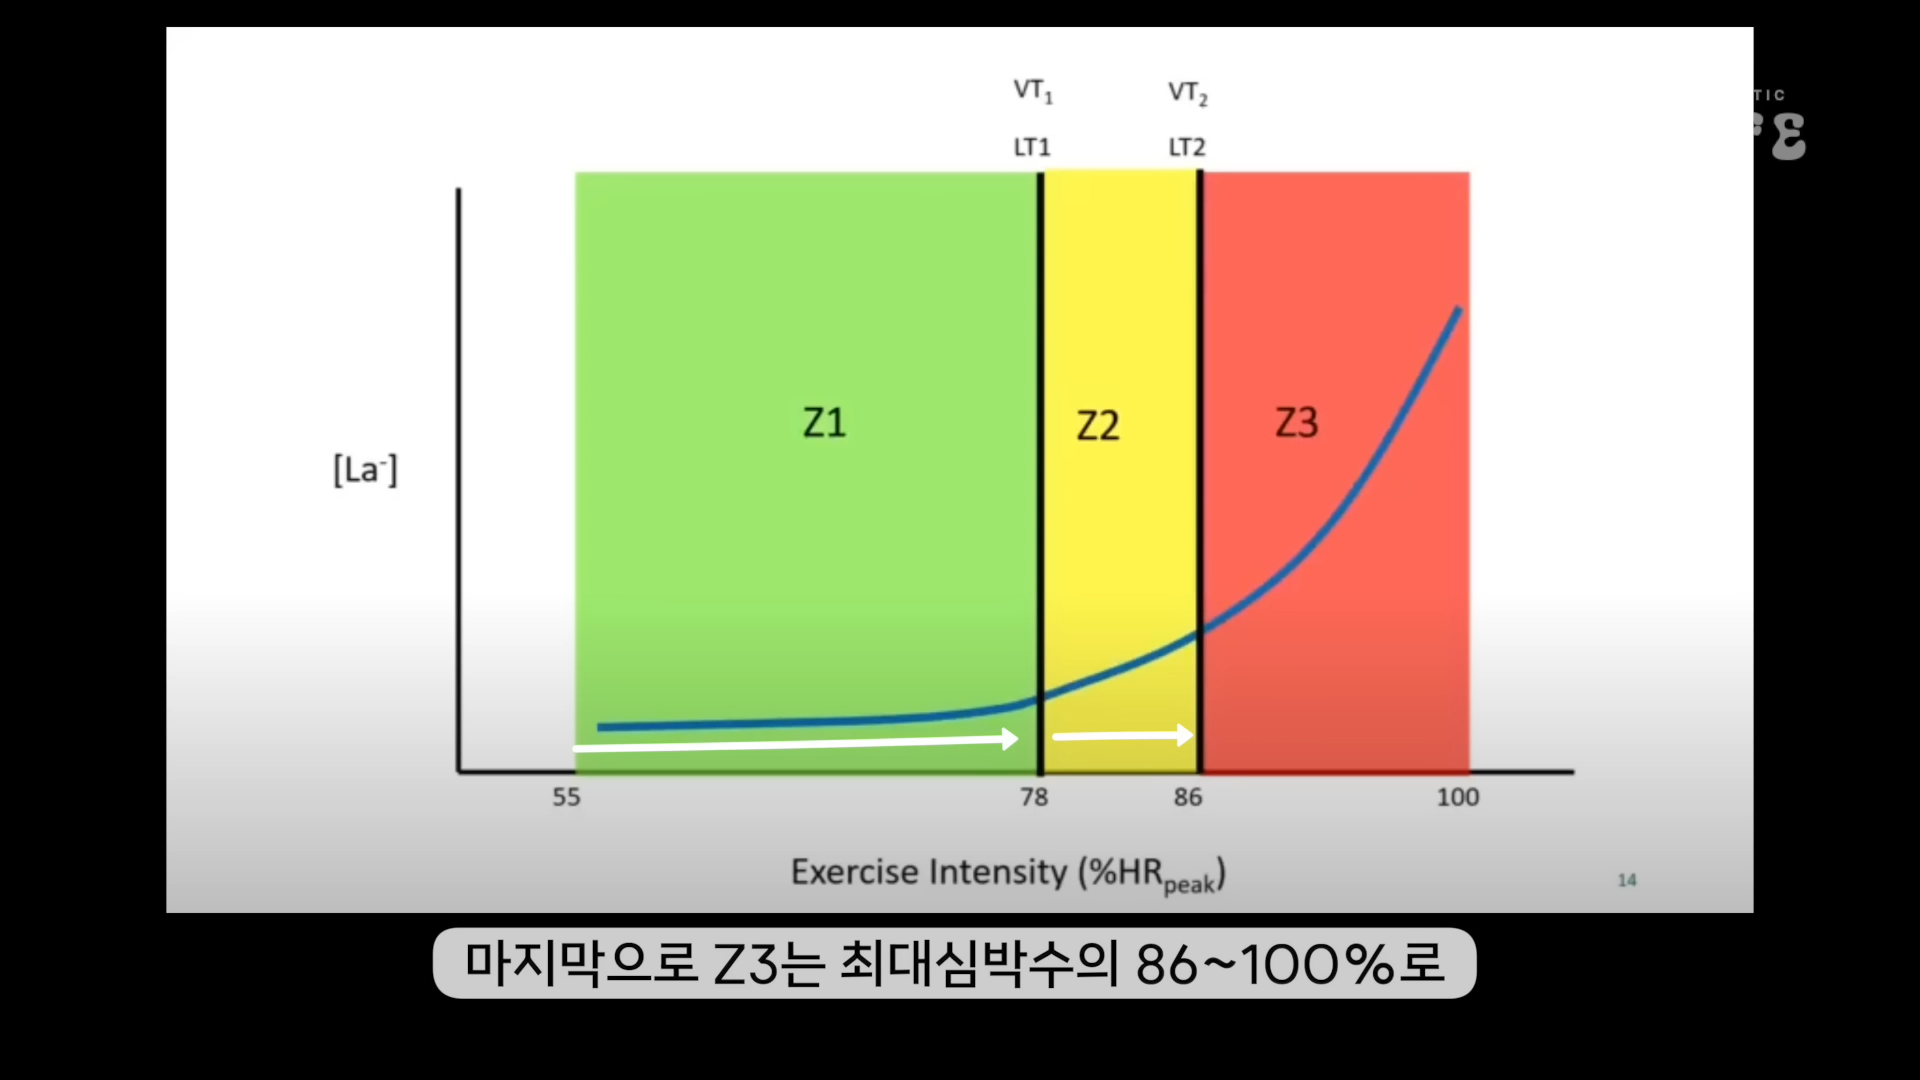 VT1 VT2
LT1 LT2
TIC
Z1 Z2 Z3
[La-]
55 78 86 100
Exercise Intensity (%HRpeak)
14
마지막으로 Z3는 최대심박수의 86~100%로